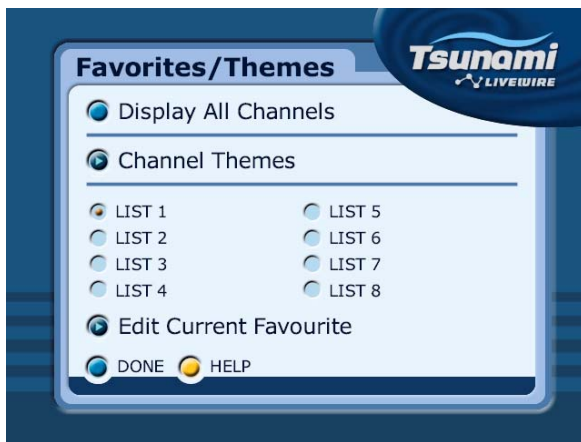 Tsunami
LIVEWIRE
Favorites/Themes
Display All Channels
Channel Themes
LIST 1
LIST 2
LIST 3
LIST 4
LIST 5
LIST 6
LIST 7
LIST 8
Edit Current Favourite
DONE HELP